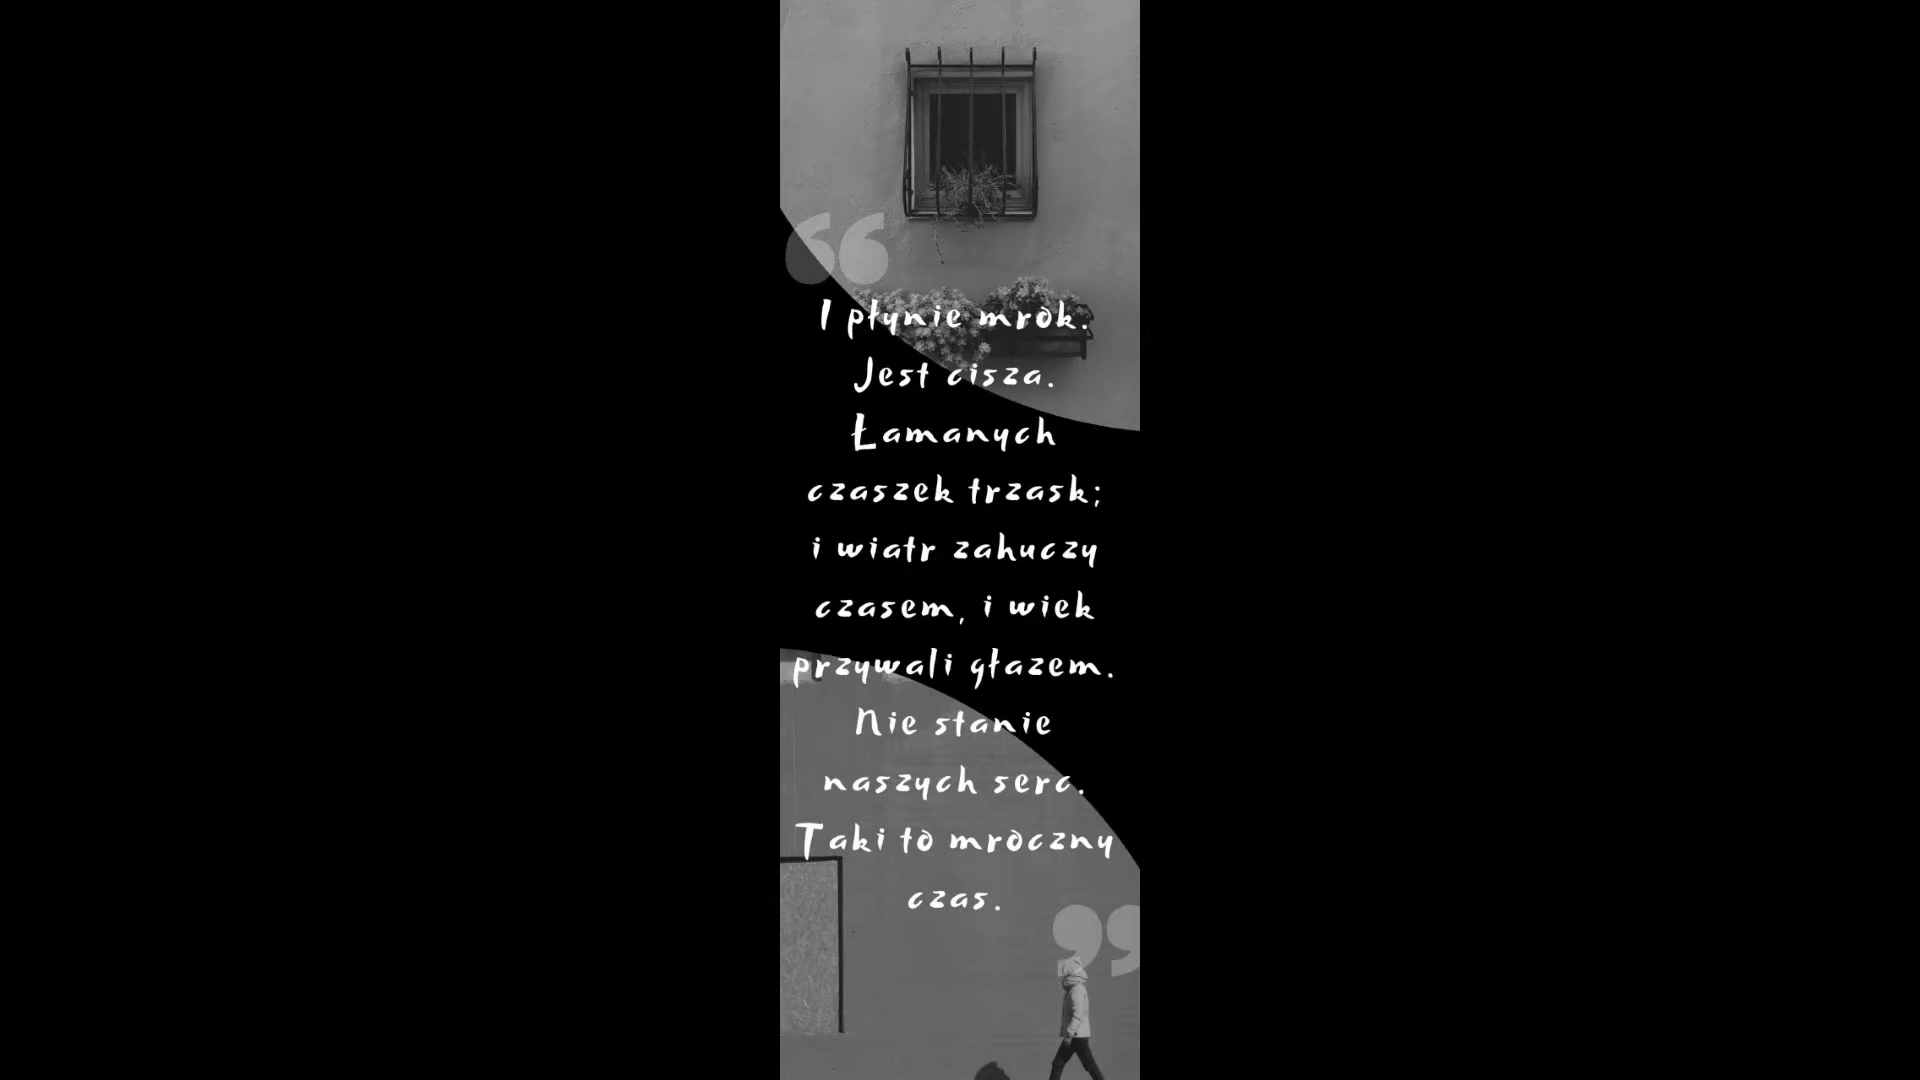 I płynie mrok.
Jest cisza.
Łamanych
czaszek trzask;
i wiatr zahuczy
czasem, i wiek
przywali głazem.
Nie stanie
naszych serc.
Taki to mroczny
czas.